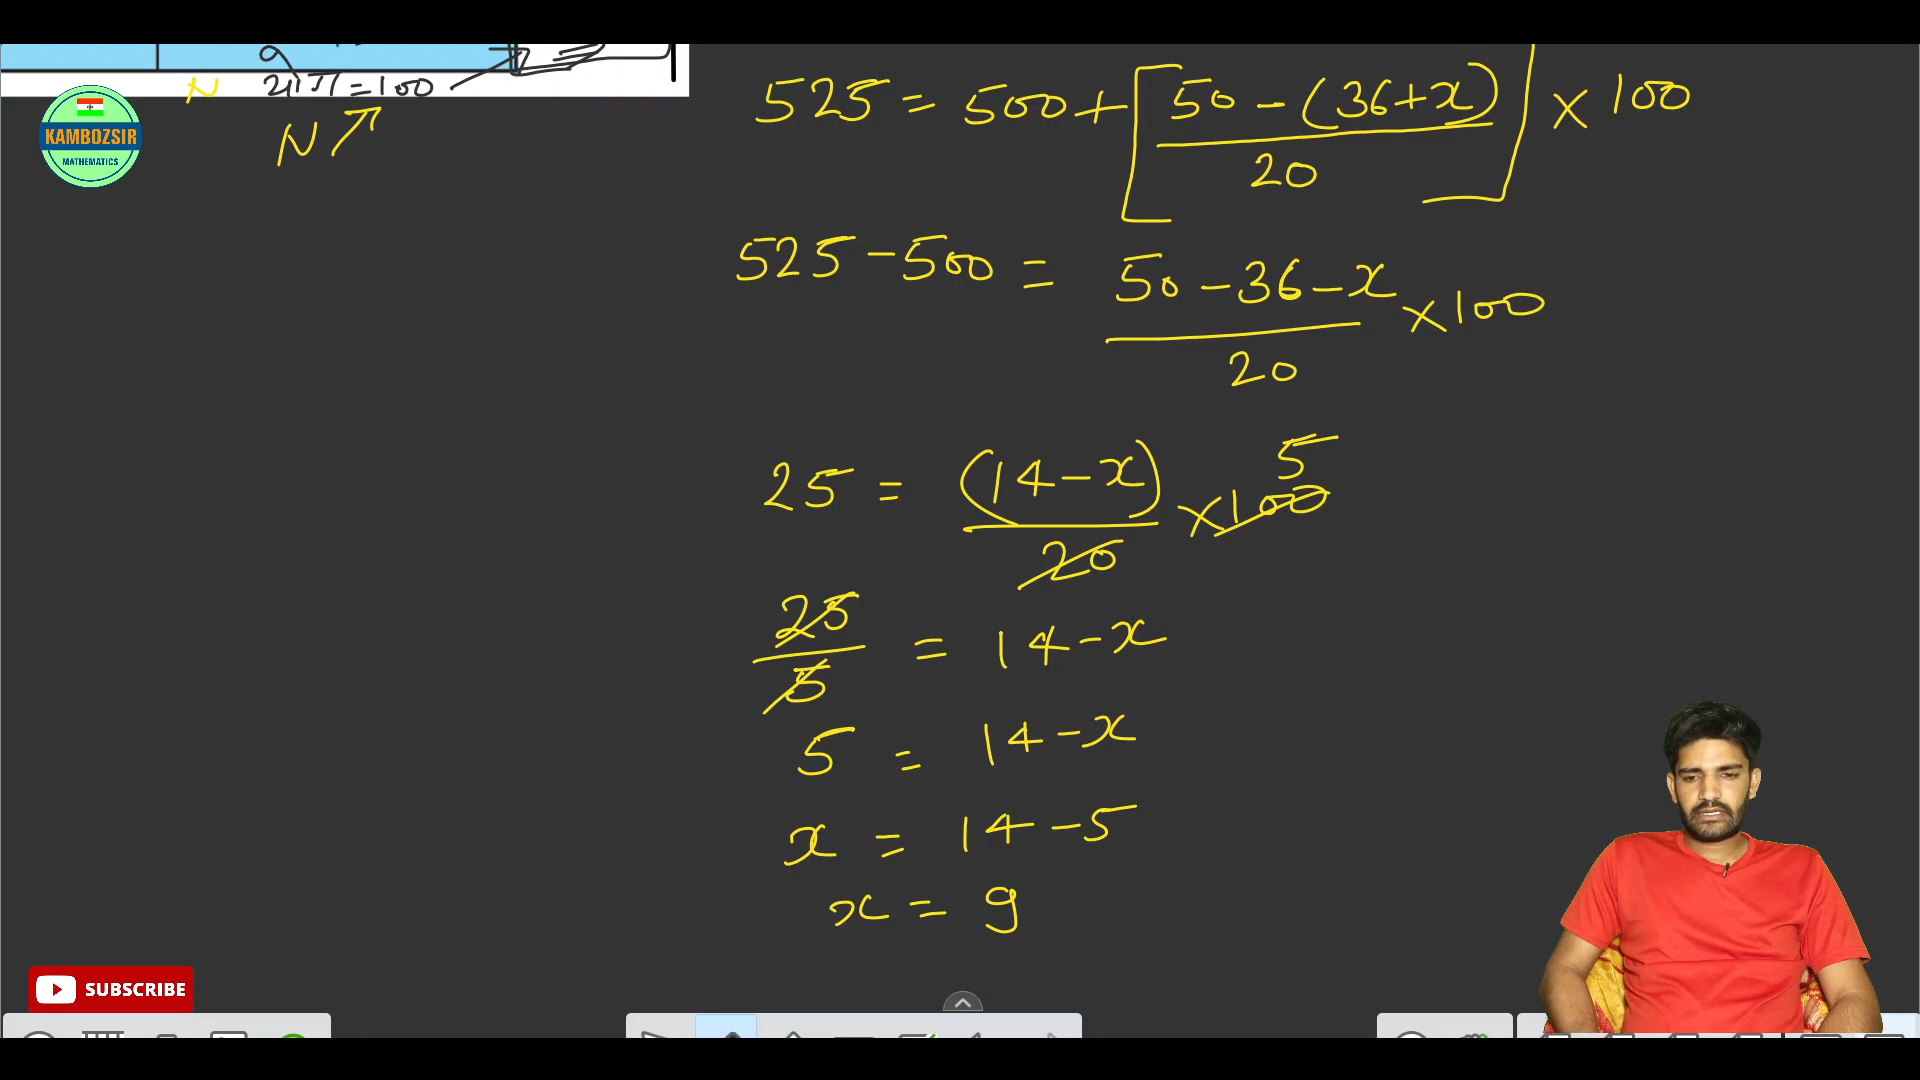 N योग = 100
N
KAMBOZSIR
MATHEMATICS
525 = 500 + [50 - (36 + x) / 20] × 100
525 - 500 = 50 - 36 - x / 20 × 100
25 = (14 - x) / 20 × 100 5
25 / 5 = 14 - x
5 = 14 - x
x = 14 - 5
x = 9
SUBSCRIBE